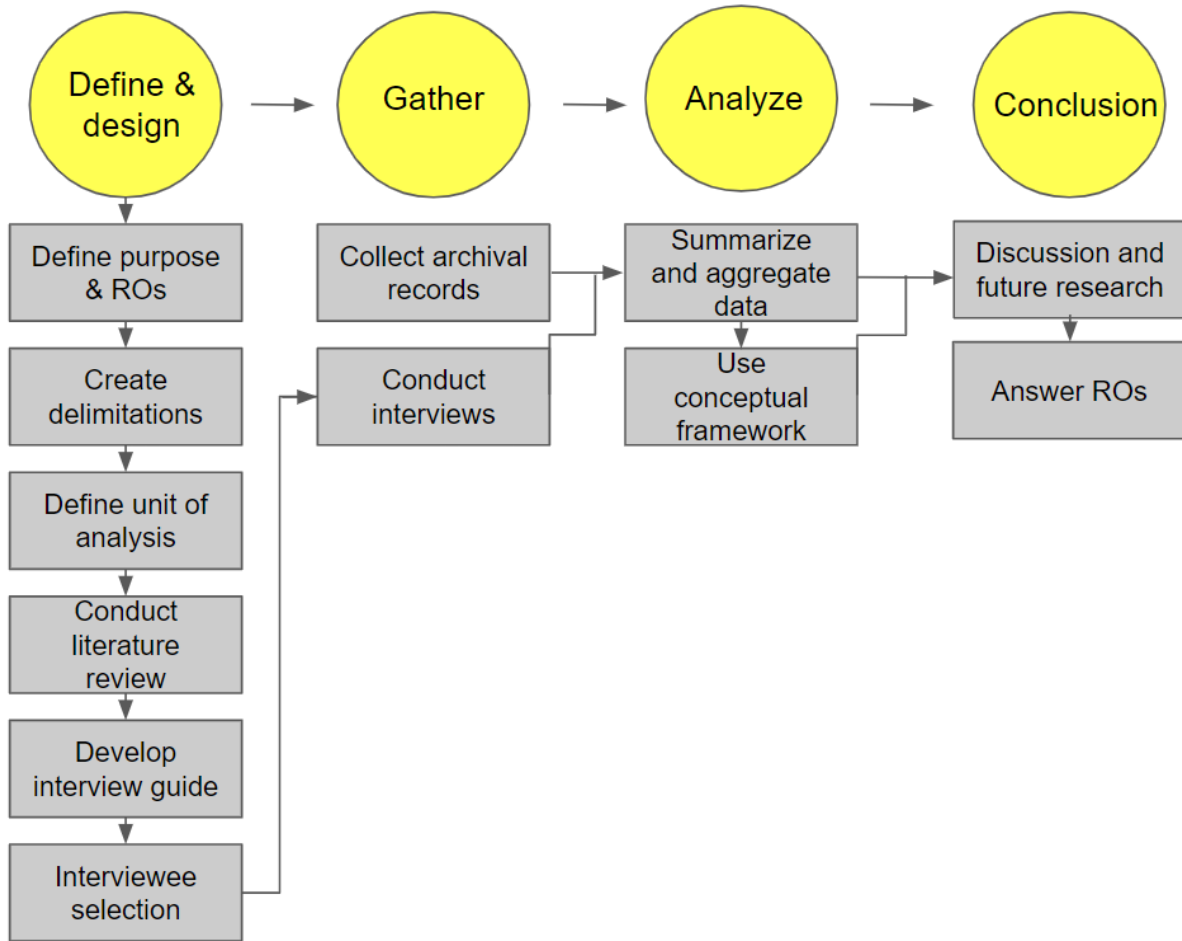 Define &
design
Gather
Analyze
Conclusion
Define purpose
& ROs
Create
delimitations
Define unit of
analysis
Conduct
literature
review
Develop
interview guide
Interviewee
selection
Collect archival
records
Conduct
interviews
Summarize
and aggregate
data
Use
conceptual
framework
Discussion and
future research
Answer ROs